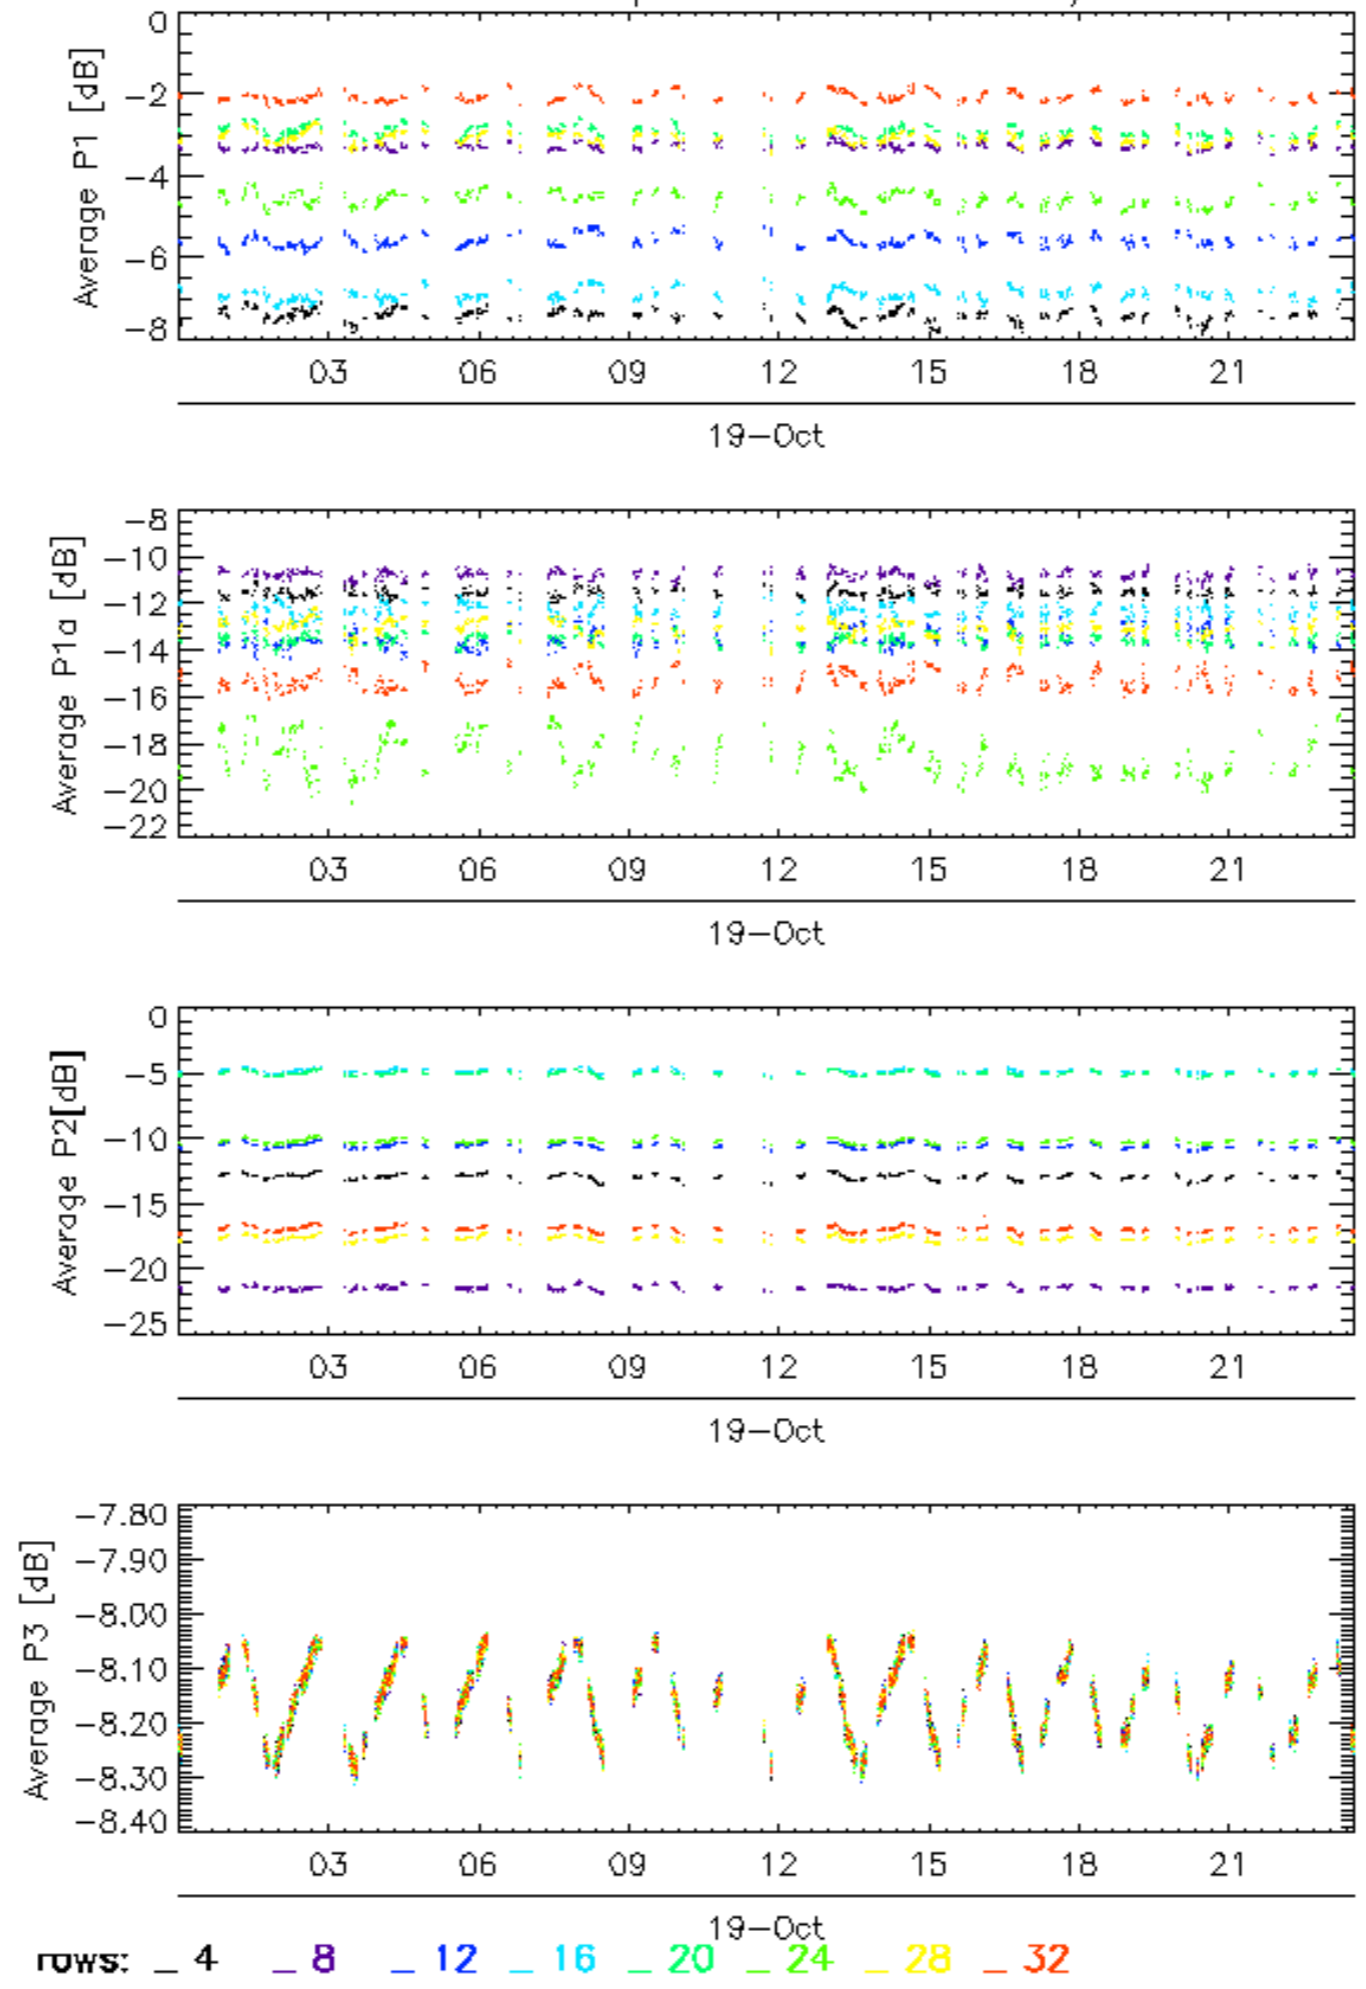 Average P1 [dB]
0
−2
−4
−6
−8
03 06 09 12 15 18 21
19−Oct
Average P1a [dB]
−8
−10
−12
−14
−16
−18
−20
−22
03 06 09 12 15 18 21
19−Oct
Average P2[dB]
0
−5
−10
−15
−20
−25
03 06 09 12 15 18 21
19−Oct
Average P3 [dB]
−7.80
−7.90
−8.00
−8.10
−8.20
−8.30
−8.40
03 06 09 12 15 18 21
19−Oct
rows: _ 4 _ 8 _ 12 _ 16 _ 20 _ 24 _ 28 _ 32